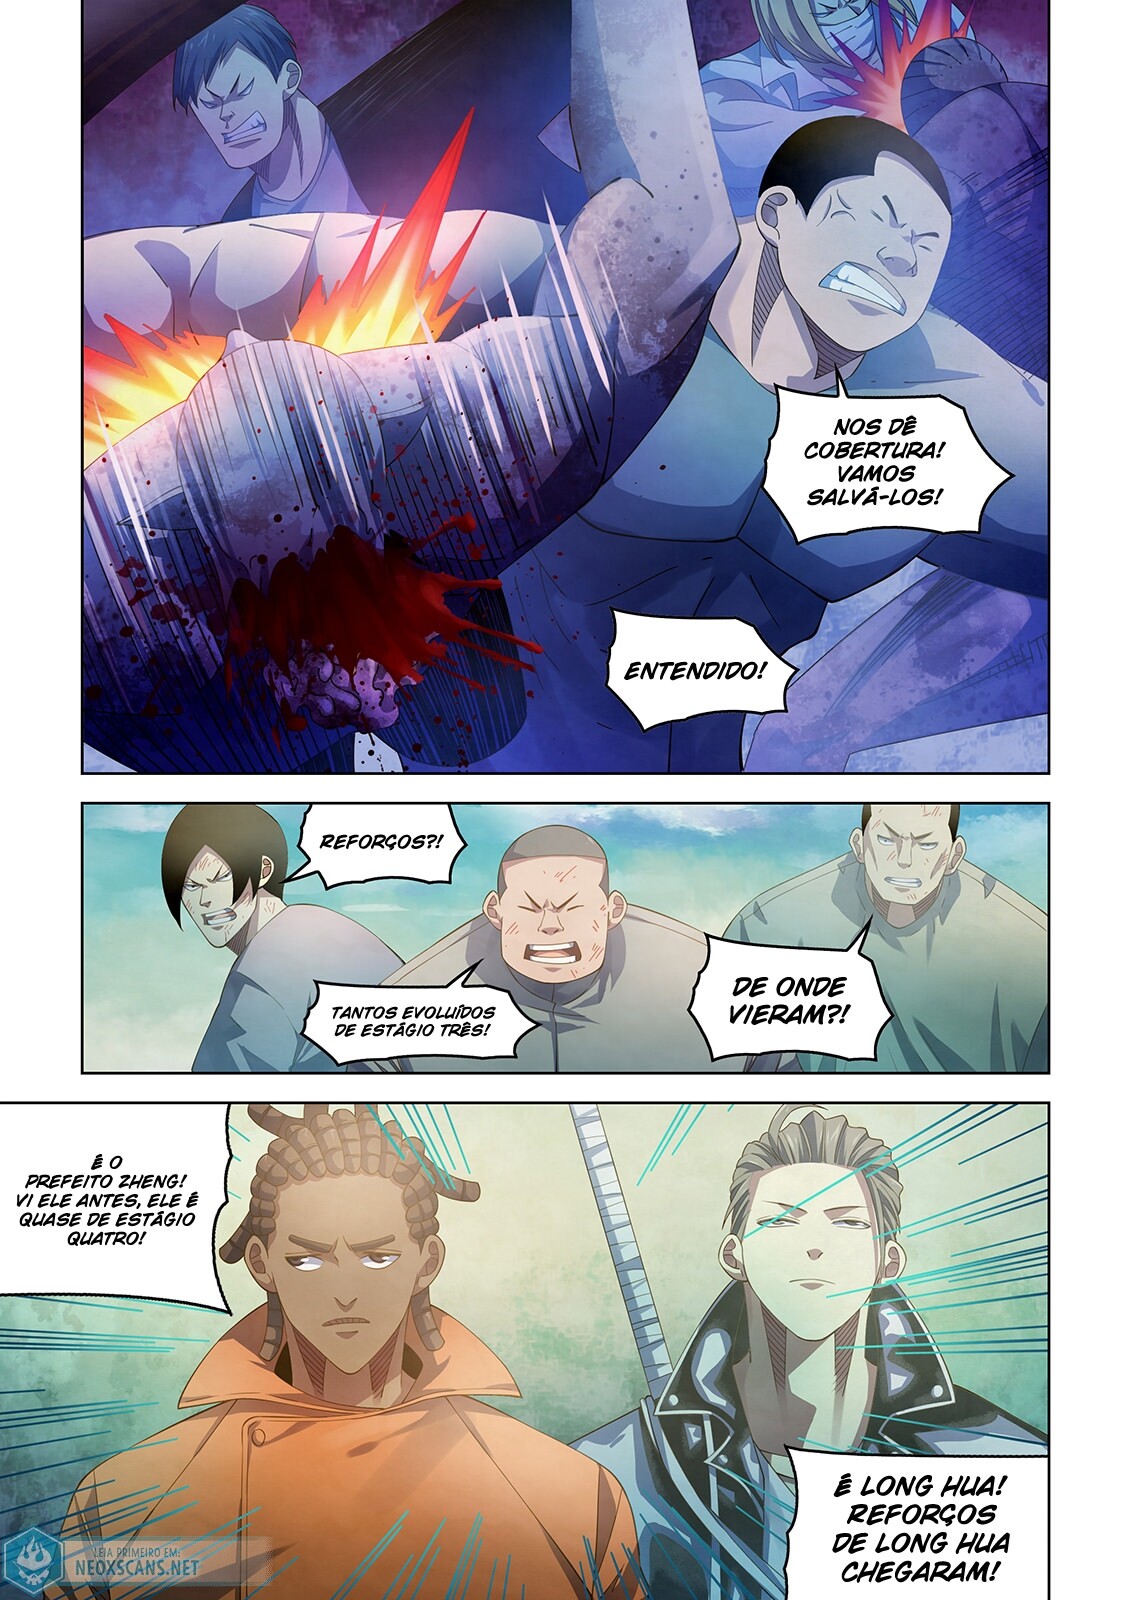 NOS DÊ
COBERTURA!
VAMOS
SALVÁ-LOS!
ENTENDIDO!
REFORÇOS?!
TANTOS EVOLUÍDOS
DE ESTÁGIO TRÊS!
DE ONDE
VIERAM?!
É O
PREFEITO ZHENG!
VI ELE ANTES, ELE É
QUASE DE ESTÁGIO
QUATRO!
É LONG HUA!
REFORÇOS
DE LONG HUA
CHEGARAM!
LEIA PRIMEIRO EM:
NEOXSCANS.NET